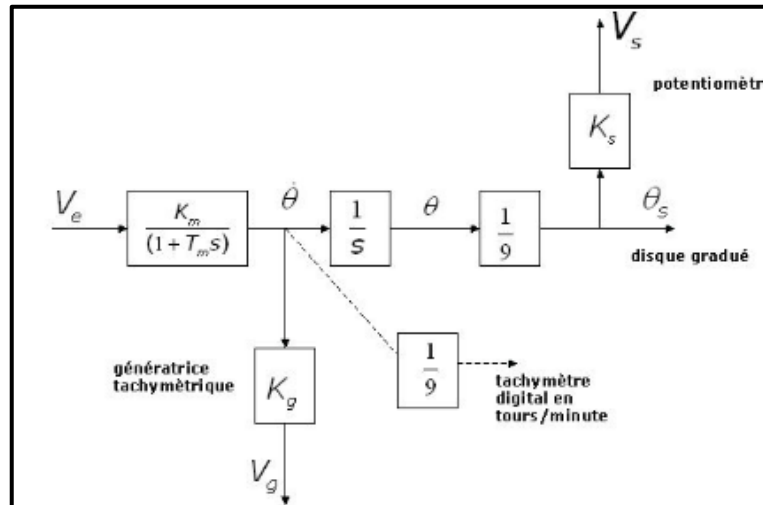 V_s
potentiomètr
K_s
V_e
K_m
(1 + T_m s)
θ̇
1
s
θ
1
9
θ_s
disque gradué
génératrice
tachymètrique
K_g
1
9
tachymètre
digital en
tours/minute
V_g